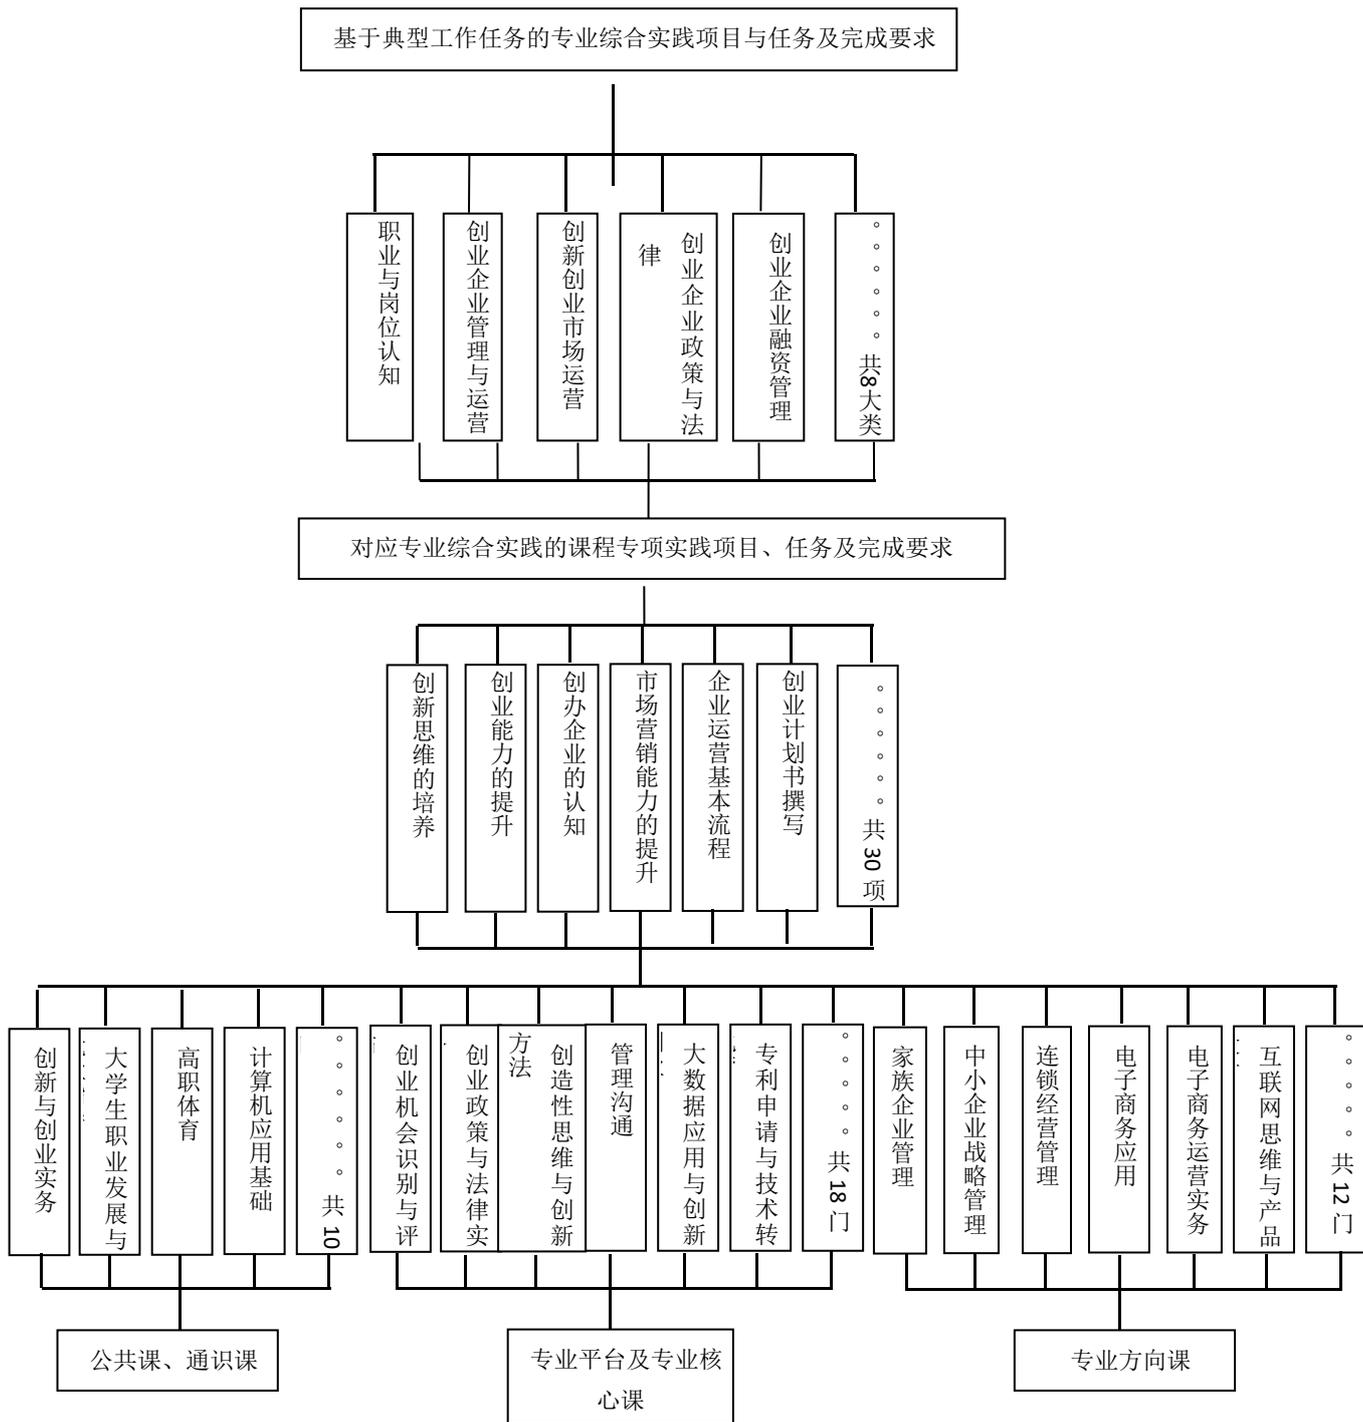 基于典型工作任务的专业综合实践项目与任务及完成要求
职业与岗位认知
创业企业管理与运营
创新创业市场运营
创业企业政策与法
律
创业企业融资管理
。。。。。。共8大类
对应专业综合实践的课程专项实践项目、任务及完成要求
创新思维的培养
创业能力的提升
创办企业的认知
市场营销能力的提升
企业运营基本流程
创业计划书撰写
。。。。。。共 30 项
创新与创业实务
大学生职业发展与
高职体育
计算机应用基础
。。。。。。。共 10
创业机会识别与评
创业政策与法律实
创造性思维与创新
方法
管理沟通
大数据应用与创新
专利申请与技术转
。。。。。共 18 门
家族企业管理
中小企业战略管理
连锁经营管理
电子商务应用
电子商务运营实务
互联网思维与产品
。。。。。共 12 门
公共课、通识课
专业平台及专业核
心课
专业方向课